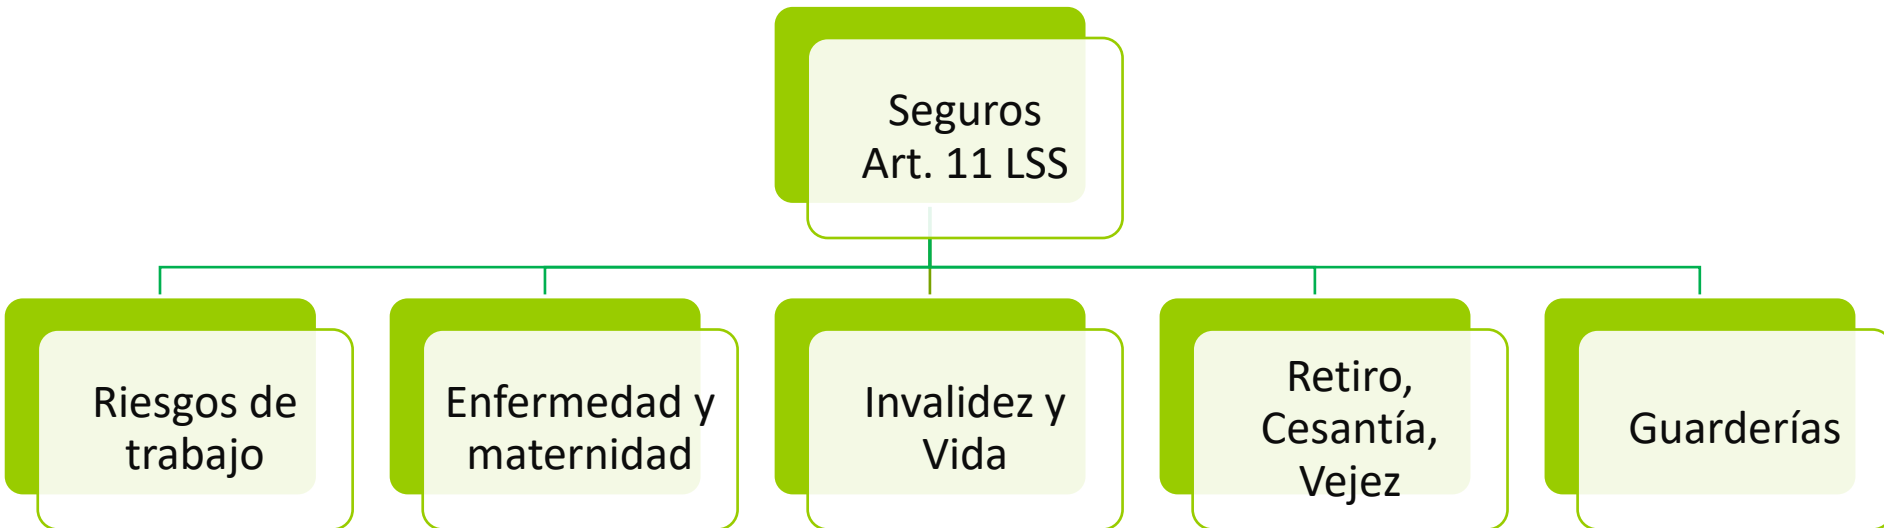 Seguros
Art. 11 LSS
Riesgos de
trabajo
Enfermedad y
maternidad
Invalidez y
Vida
Retiro,
Cesantía,
Vejez
Guarderías